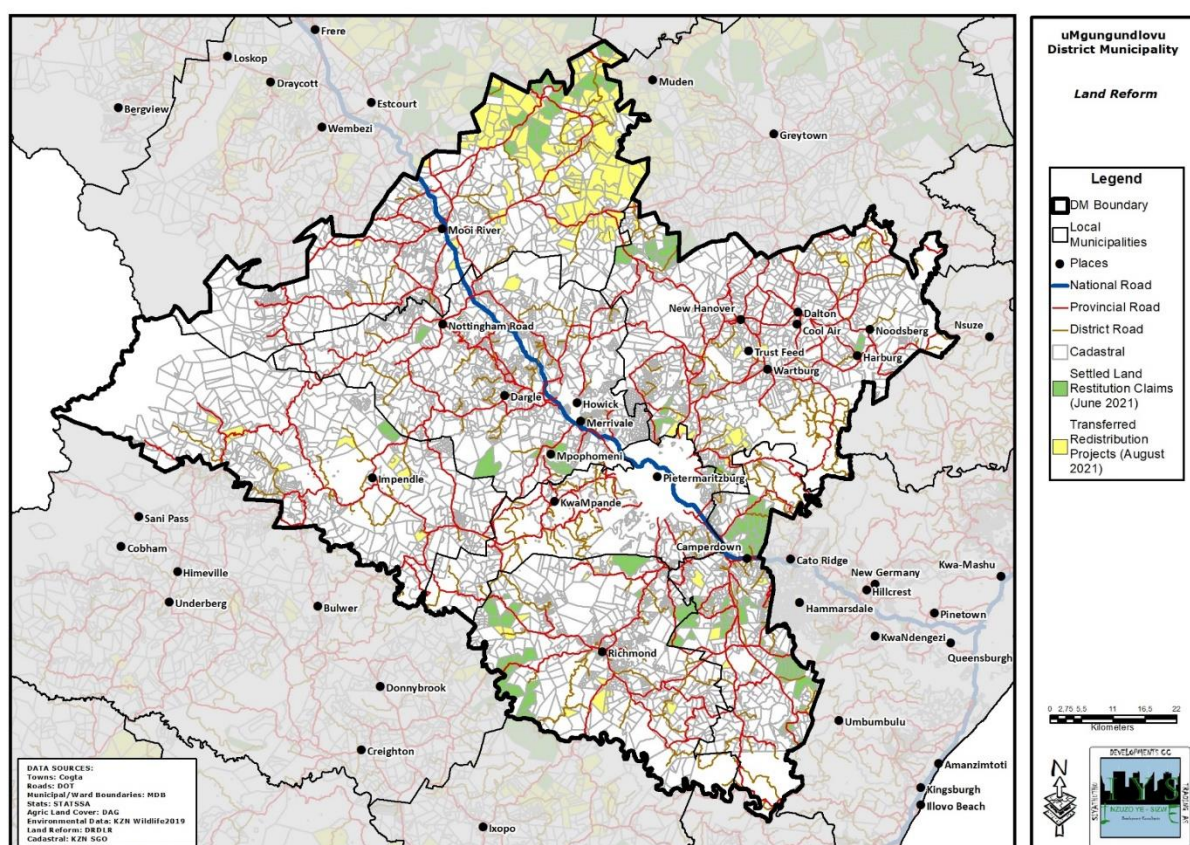 Frere
Loskop
Draycott
Muden
Bergview
Estcourt
Wembezi
Greytown
Mooi River
New Hanover
Dalton
Nottingham Road
Cool Air
Noodsberg
Nsuze
Trust Feed
Harburg
Wartburg
Dargle
Howick
Merrivale
Mpophomeni
Impendle
Pietermaritzburg
KwaMpande
Sani Pass
Cobham
Camperdown
Cato Ridge
Himeville
New Germany
Kwa-Mashu
Hillcrest
Underberg
Bulwer
Hammarsdale
Pinetown
KwaNdengezi
Richmond
Queensburgh
Donnybrook
Umbumbulu
Creighton
Amanzimtoti
Kingsburgh
Illovo Beach
Ixopo
DATA SOURCES:
Towns: Cogta
Roads: DOT
Municipal/Ward Boundaries: MDB
Stats: STATSSA
Agric Land Cover: DAG
Environmental Data: KZN Wildlife2019
Land Reform: DRDLR
Cadastral: KZN SGO
uMgungundlovu
District Municipality
Land Reform
Legend
DM Boundary
Local
Municipalities
Places
National Road
Provincial Road
District Road
Cadastral
Settled Land
Restitution Claims
(June 2021)
Transferred
Redistribution
Projects (August
2021)
0 2,75 5,5 11 16,5 22
Kilometers
N
DEVELOPMENTS CC
TRADING AS